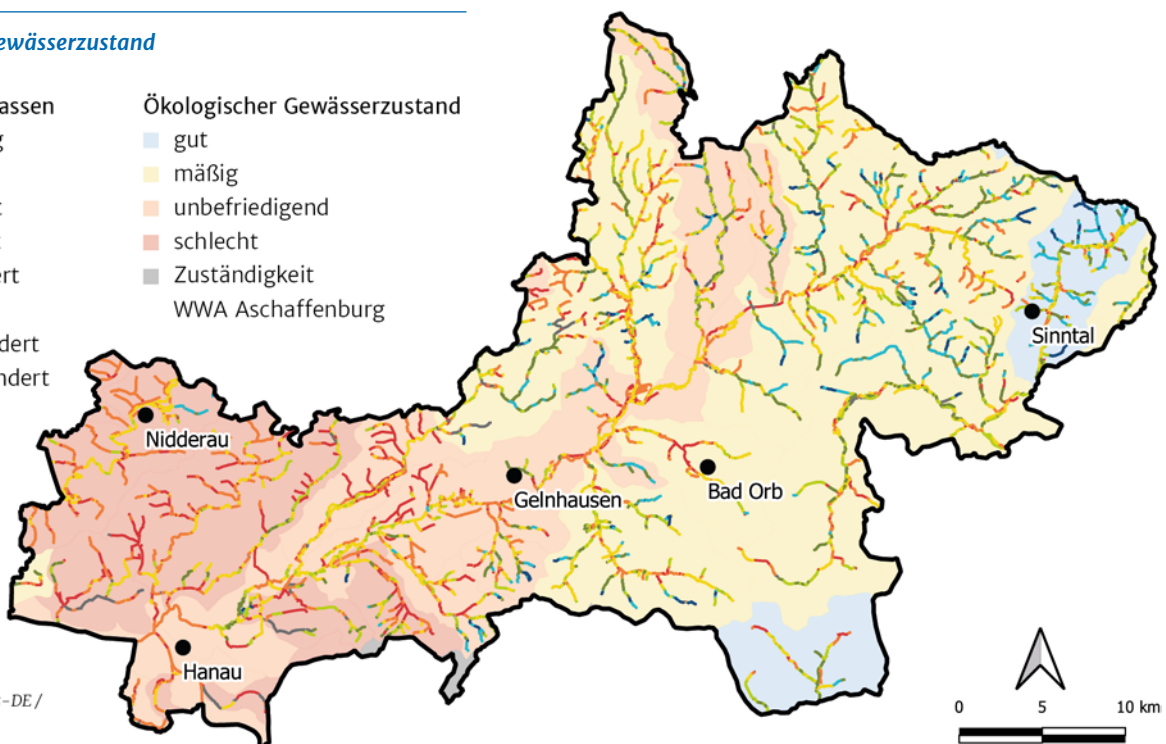 ewässerzustand
assen
g
t
t
ert
dert
ndert
Ökologischer Gewässerzustand
gut
mäßig
unbefriedigend
schlecht
Zuständigkeit
WWA Aschaffenburg
Sinntal
Nidderau
Gelnhausen
Bad Orb
Hanau
-DE/
0 5 10 km